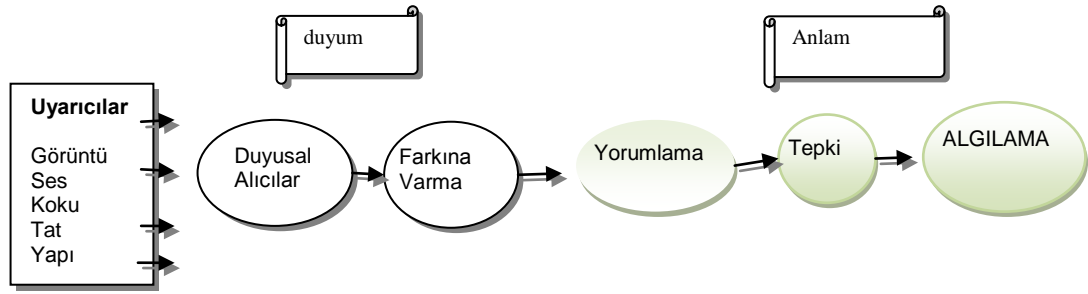 duyum
Anlam
Uyarıcılar
Görüntü
Ses
Koku
Tat
Yapı
Duyusal
Alıcılar
Farkına
Varma
Yorumlama
Tepki
ALGILAMA